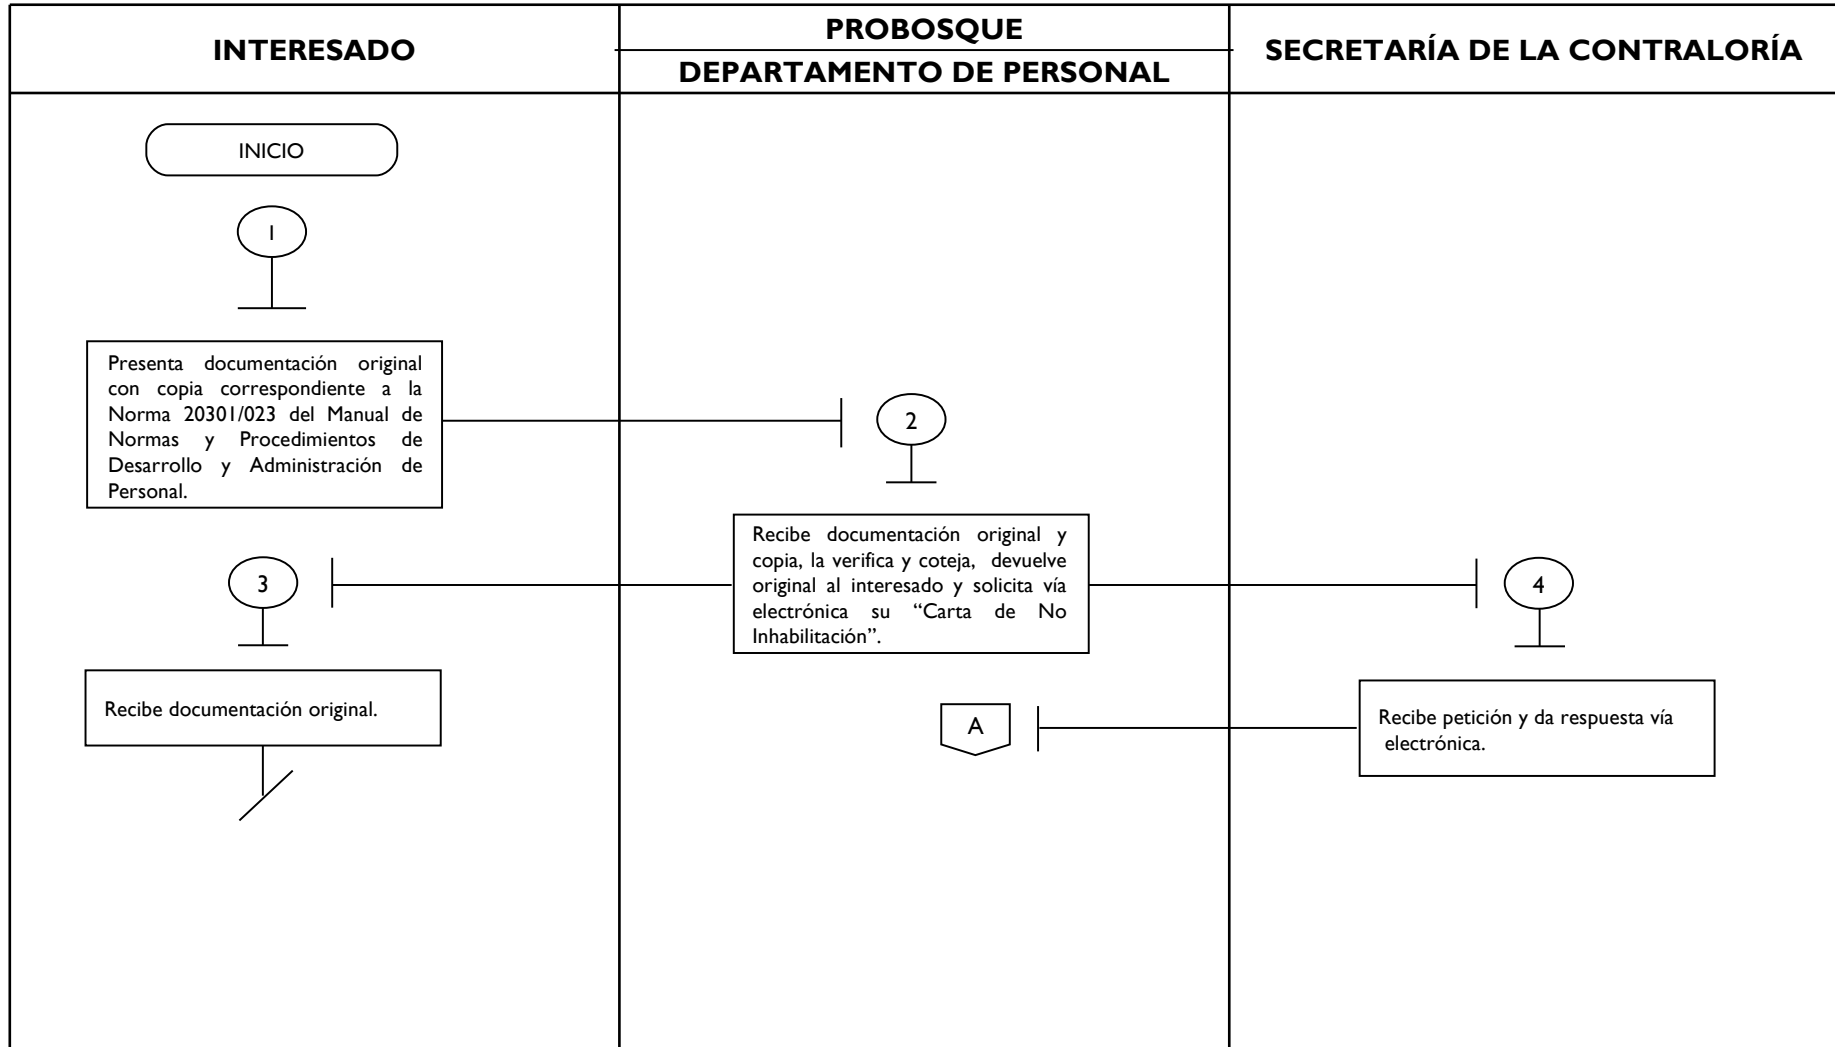 INTERESADO
PROBOSQUE
DEPARTAMENTO DE PERSONAL
SECRETARÍA DE LA CONTRALORÍA
INICIO
1
Presenta documentación original
con copia correspondiente a la
Norma 20301/023 del Manual de
Normas y Procedimientos de
Desarrollo y Administración de
Personal.
2
Recibe documentación original y
copia, la verifica y coteja, devuelve
original al interesado y solicita vía
electrónica su “Carta de No
Inhabilitación”.
3
Recibe documentación original.
4
Recibe petición y da respuesta vía
electrónica.
A